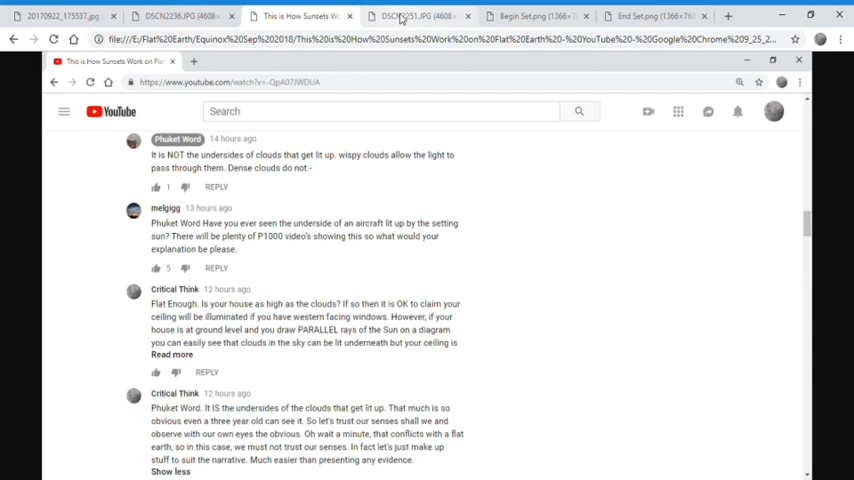 20170922_175537.jpg
DSCN2236.JPG (4608×
This is How Sunsets W
DSCN2251.JPG (4608×
Begin Set.png (1366×7
End Set.png (1366×76
file:///E:/Flat%20Earth/Equinox%20Sep%202018/This%20is%20How%20Sunsets%20Work%20on%20Flat%20Earth%20-%20YouTube%20-%20Google%20Chrome%209_25_2...
This is How Sunsets Work on Flat
https://www.youtube.com/watch?v=-QpA07JWDUA
YouTube
Search
Phuket Word 14 hours ago
It is NOT the undersides of clouds that get lit up. wispy clouds allow the light to
pass through them. Dense clouds do not.-
1 REPLY
melgigg 13 hours ago
Phuket Word Have you ever seen the underside of an aircraft lit up by the setting
sun? There will be plenty of P1000 video's showing this so what would your
explanation be please.
5 REPLY
Critical Think 12 hours ago
Flat Enough. Is your house as high as the clouds? If so then it is OK to claim your
ceiling will be illuminated if you have western facing windows. However, if your
house is at ground level and you draw PARALLEL rays of the Sun on a diagram
you can easily see that clouds in the sky can be lit underneath but your ceiling is
Read more
REPLY
Critical Think 12 hours ago
Phuket Word. It IS the undersides of the clouds that get lit up. That much is so
obvious even a three year old can see it. So let's trust our senses shall we and
observe with our own eyes the obvious. Oh wait a minute, that conflicts with a flat
earth, so in this case, we must not trust our senses. In fact let's just make up
stuff to suit the narrative. Much easier than presenting any evidence.
Show less